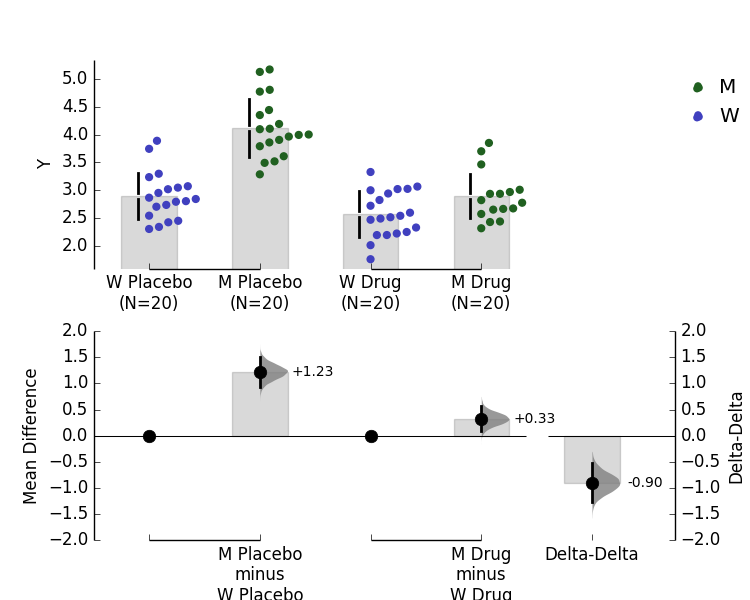 M
W
Y
5.0
4.5
4.0
3.5
3.0
2.5
2.0
W Placebo
(N=20)
M Placebo
(N=20)
W Drug
(N=20)
M Drug
(N=20)
Mean Difference
2.0
1.5
1.0
0.5
0.0
−0.5
−1.0
−1.5
−2.0
+1.23
+0.33
-0.90
2.0
1.5
1.0
0.5
0.0
−0.5
−1.0
−1.5
−2.0
Delta-Delta
M Placebo
minus
W Placebo
M Drug
minus
W Drug
Delta-Delta